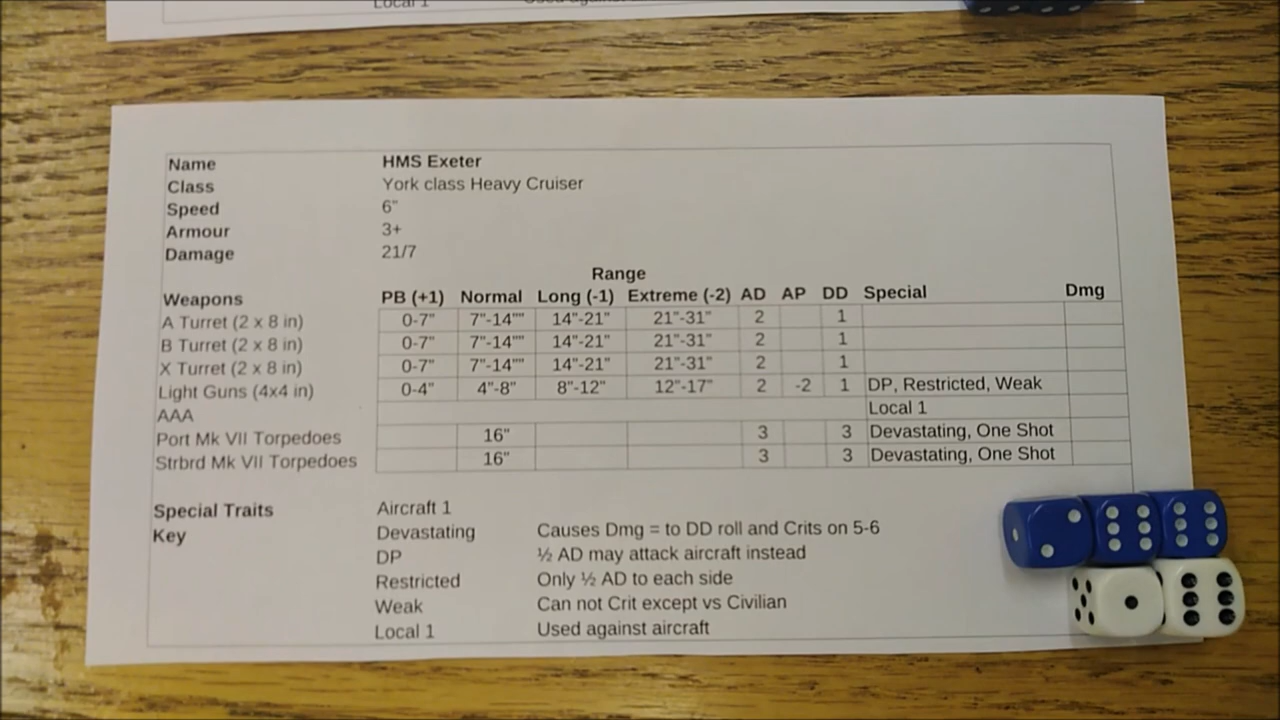 Local 1
Name HMS Exeter
Class York class Heavy Cruiser
Speed 6"
Armour 3+
Damage 21/7
Range
Weapons PB (+1) Normal Long (-1) Extreme (-2) AD AP DD Special Dmg
A Turret (2 x 8 in) 0-7" 7"-14"" 14"-21" 21"-31" 2 1
B Turret (2 x 8 in) 0-7" 7"-14"" 14"-21" 21"-31" 2 1
X Turret (2 x 8 in) 0-7" 7"-14"" 14"-21" 21"-31" 2 1
Light Guns (4x4 in) 0-4" 4"-8" 8"-12" 12"-17" 2 -2 1 DP, Restricted, Weak
AAA Local 1
Port Mk VII Torpedoes 16" 3 3 Devastating, One Shot
Strbrd Mk VII Torpedoes 16" 3 3 Devastating, One Shot
Special Traits Aircraft 1
Key Devastating Causes Dmg = to DD roll and Crits on 5-6
DP ½ AD may attack aircraft instead
Restricted Only ½ AD to each side
Weak Can not Crit except vs Civilian
Local 1 Used against aircraft